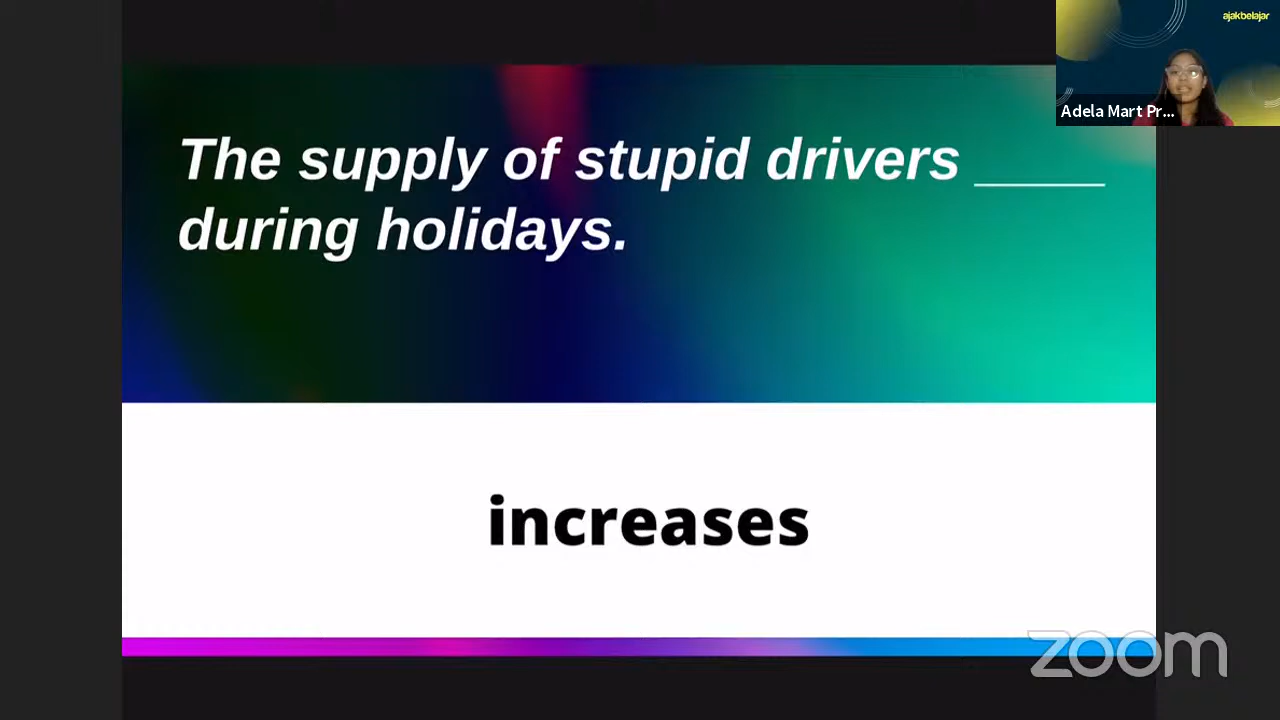 ajakbelajar
Adela Mart Pr...
The supply of stupid drivers _____
during holidays.
increases
zoom